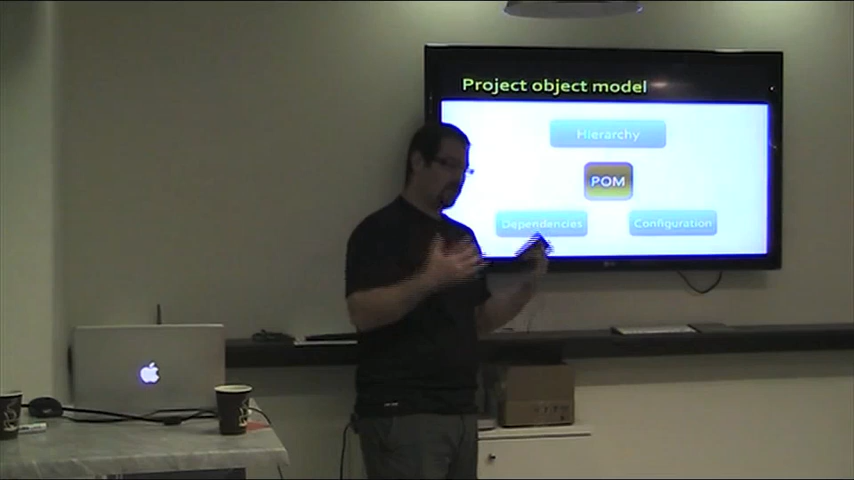 Project object model
Hierarchy
POM
Dependencies
Configuration